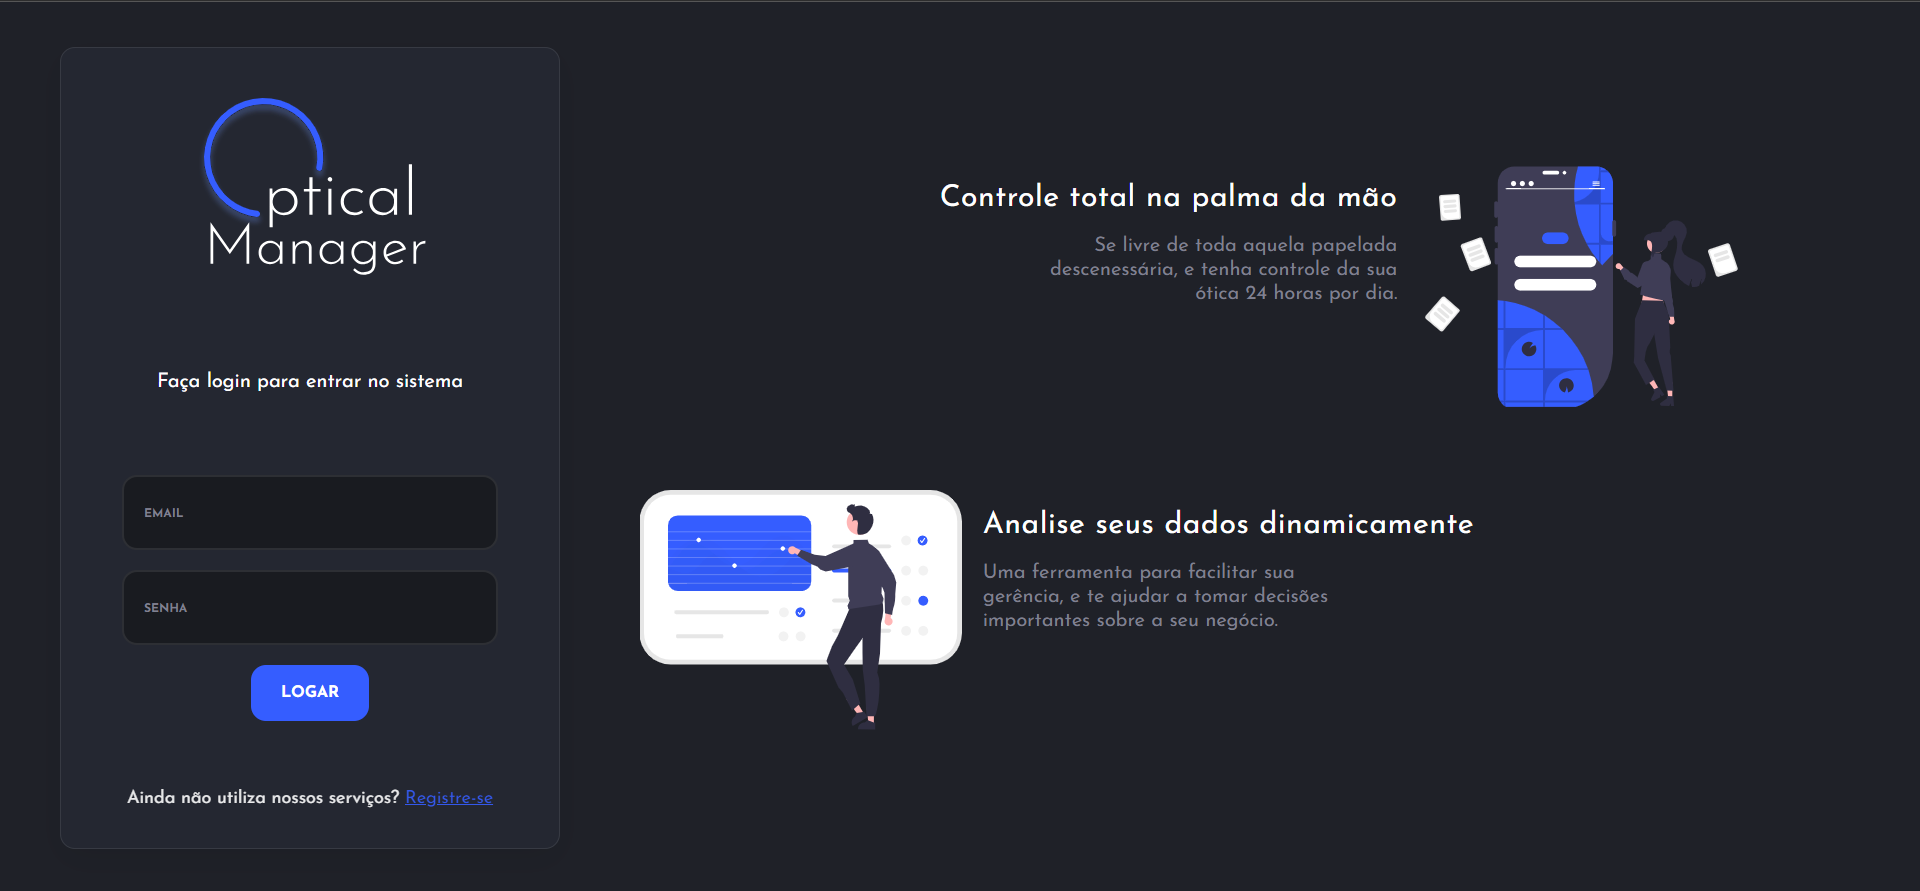 Optical
Manager
Faça login para entrar no sistema
EMAIL
SENHA
LOGAR
Ainda não utiliza nossos serviços? Registre-se
Controle total na palma da mão
Se livre de toda aquela papelada
descenessária, e tenha controle da sua
ótica 24 horas por dia.
Analise seus dados dinamicamente
Uma ferramenta para facilitar sua
gerência, e te ajudar a tomar decisões
importantes sobre a seu negócio.